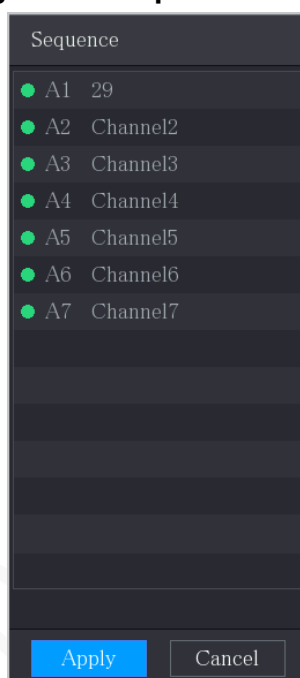 Sequence
A1 29
A2 Channel2
A3 Channel3
A4 Channel4
A5 Channel5
A6 Channel6
A7 Channel7
Apply Cancel